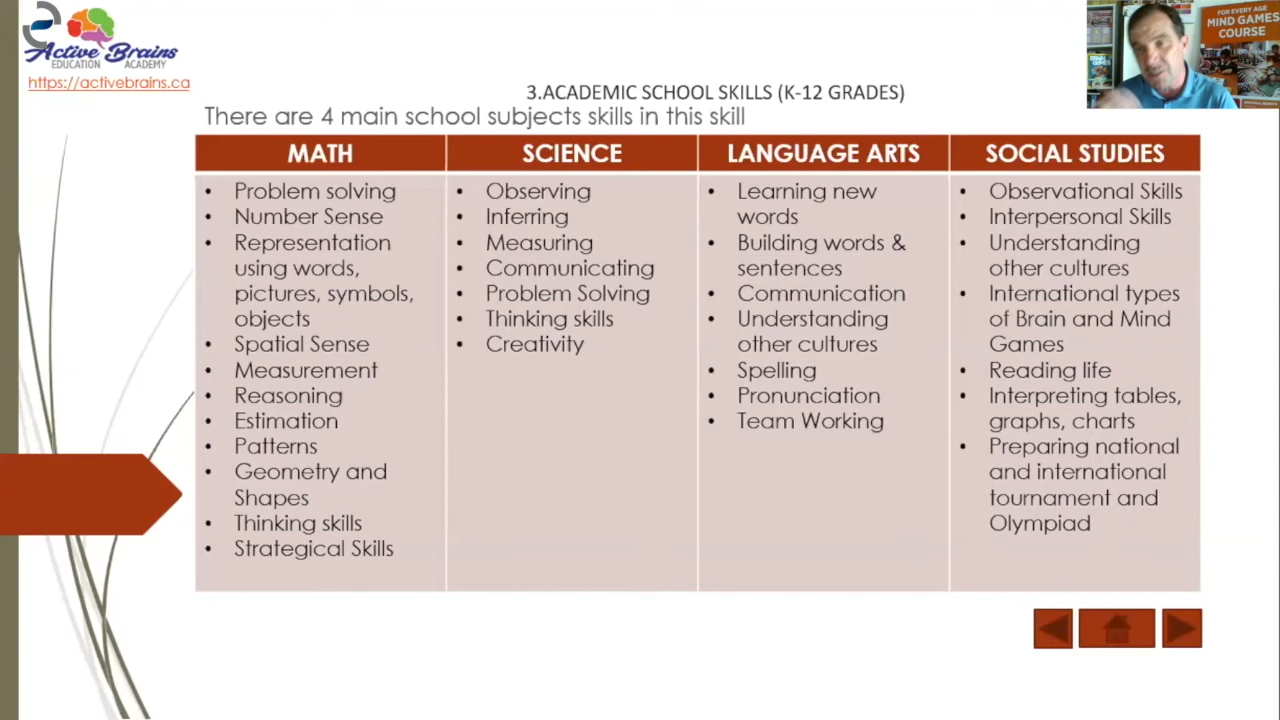 Active Brains
EDUCATION ACADEMY
https://activebrains.ca
FOR EVERY AGE
MIND GAMES
COURSE
BRAIN
GAMES
3.ACADEMIC SCHOOL SKILLS (K-12 GRADES)
There are 4 main school subjects skills in this skill
MATH
• Problem solving
• Number Sense
• Representation
using words,
pictures, symbols,
objects
• Spatial Sense
• Measurement
• Reasoning
• Estimation
• Patterns
• Geometry and
Shapes
• Thinking skills
• Strategical Skills
SCIENCE
• Observing
• Inferring
• Measuring
• Communicating
• Problem Solving
• Thinking skills
• Creativity
LANGUAGE ARTS
• Learning new
words
• Building words &
sentences
• Communication
• Understanding
other cultures
• Spelling
• Pronunciation
• Team Working
SOCIAL STUDIES
• Observational Skills
• Interpersonal Skills
• Understanding
other cultures
• International types
of Brain and Mind
Games
• Reading life
• Interpreting tables,
graphs, charts
• Preparing national
and international
tournament and
Olympiad